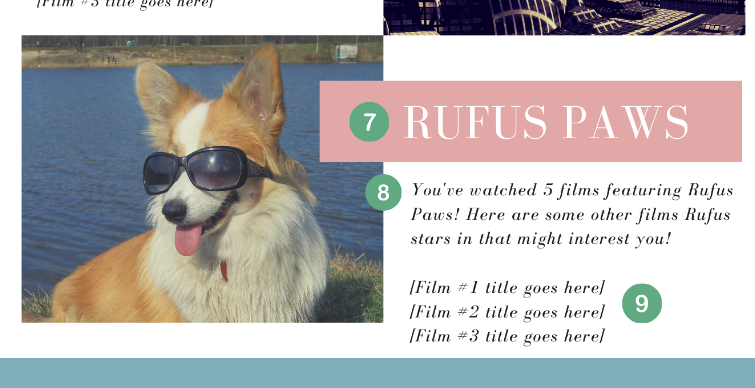 [Film #3 title goes here]
7 RUFUS PAWS
8 You've watched 5 films featuring Rufus
Paws! Here are some other films Rufus
stars in that might interest you!
[Film #1 title goes here]
[Film #2 title goes here] 9
[Film #3 title goes here]